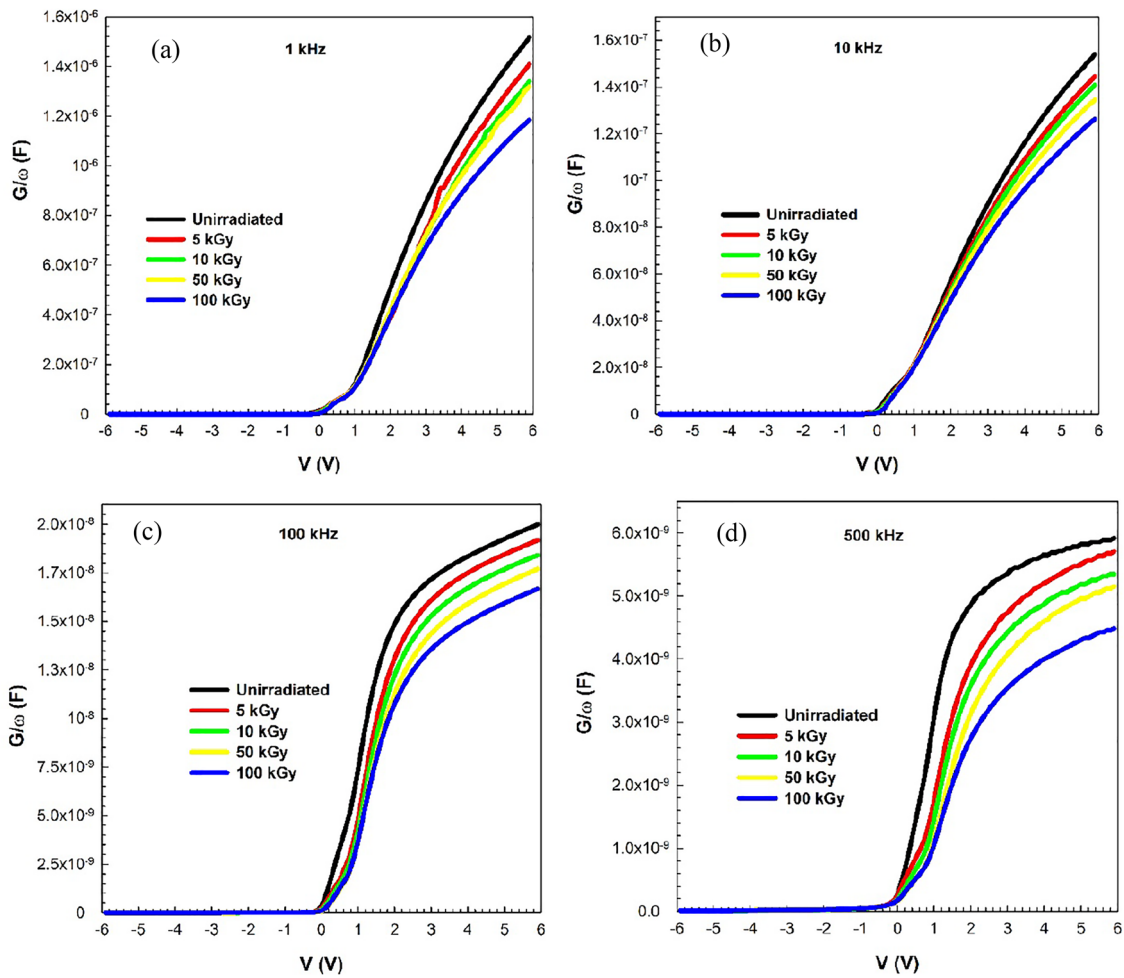 (a)
1 kHz
G/ω (F)
1.6x10⁻⁶
1.4x10⁻⁶
1.2x10⁻⁶
10⁻⁶
8.0x10⁻⁷
6.0x10⁻⁷
4.0x10⁻⁷
2.0x10⁻⁷
0
Unirradiated
5 kGy
10 kGy
50 kGy
100 kGy
-6 -5 -4 -3 -2 -1 0 1 2 3 4 5 6
V (V)
(b)
10 kHz
G/ω (F)
1.6x10⁻⁷
1.4x10⁻⁷
1.2x10⁻⁷
10⁻⁷
8.0x10⁻⁸
6.0x10⁻⁸
4.0x10⁻⁸
2.0x10⁻⁸
0
Unirradiated
5 kGy
10 kGy
50 kGy
100 kGy
-6 -5 -4 -3 -2 -1 0 1 2 3 4 5 6
V (V)
(c)
100 kHz
G/ω (F)
2.0x10⁻⁸
1.7x10⁻⁸
1.5x10⁻⁸
1.3x10⁻⁸
10⁻⁸
7.5x10⁻⁹
5.0x10⁻⁹
2.5x10⁻⁹
0
Unirradiated
5 kGy
10 kGy
50 kGy
100 kGy
-6 -5 -4 -3 -2 -1 0 1 2 3 4 5 6
V (V)
(d)
500 kHz
G/ω (F)
6.0x10⁻⁹
5.0x10⁻⁹
4.0x10⁻⁹
3.0x10⁻⁹
2.0x10⁻⁹
1.0x10⁻⁹
0.0
Unirradiated
5 kGy
10 kGy
50 kGy
100 kGy
-6 -5 -4 -3 -2 -1 0 1 2 3 4 5 6
V (V)